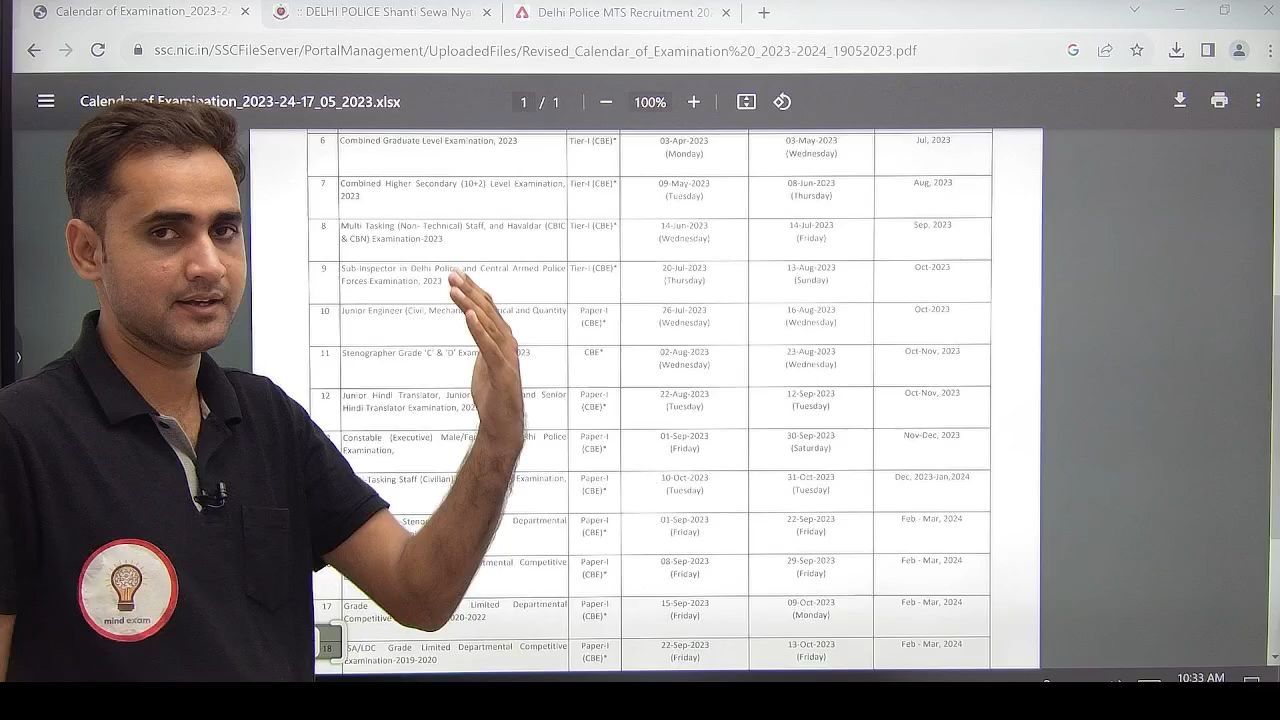 Calendar of Examination_2023-2
:: DELHI POLICE Shanti Sewa Nya
Delhi Police MTS Recruitment 20
ssc.nic.in/SSCFileServer/PortalManagement/UploadedFiles/Revised_Calendar_of_Examination%20_2023-2024_19052023.pdf
Calendar of Examination_2023-24-17_05_2023.xlsx
1 / 1
100%
6 Combined Graduate Level Examination, 2023 Tier-I (CBE)* 03-Apr-2023 03-May-2023 Jul, 2023
(Monday) (Wednesday)
7 Combined Higher Secondary (10+2) Level Examination, Tier-I (CBE)* 09-May-2023 08-Jun-2023 Aug, 2023
2023 (Tuesday) (Thursday)
8 Multi Tasking (Non- Technical) Staff, and Havaldar (CBIC Tier-I (CBE)* 14-Jun-2023 14-Jul-2023 Sep, 2023
& CBN) Examination-2023 (Wednesday) (Friday)
9 Sub-Inspector in Delhi Police and Central Armed Police Tier-I (CBE)* 20-Jul-2023 13-Aug-2023 Oct-2023
Forces Examination, 2023 (Thursday) (Sunday)
10 Junior Engineer (Civil, and Quantity Paper-I 26-Jul-2023 16-Aug-2023 Oct-2023
(CBE)* (Wednesday) (Wednesday)
11 Stenographer Grade 'C' & 'D' CBE* 02-Aug-2023 23-Aug-2023 Oct-Nov, 2023
(Wednesday) (Wednesday)
12 Junior Hindi Translator, Junior and Senior Paper-I 22-Aug-2023 12-Sep-2023 Oct-Nov, 2023
Hindi Translator Examination, (CBE)* (Tuesday) (Tuesday)
Constable (Executive) Police Paper-I 01-Sep-2023 30-Sep-2023 Nov-Dec, 2023
Examination, (CBE)* (Friday) (Saturday)
-Tasking Staff (Civilian) Examination, Paper-I 10-Oct-2023 31-Oct-2023 Dec, 2023-Jan,2024
(CBE)* (Tuesday) (Tuesday)
Departmental Paper-I 01-Sep-2023 22-Sep-2023 Feb - Mar, 2024
(CBE)* (Friday) (Friday)
Competitive Paper-I 08-Sep-2023 29-Sep-2023 Feb - Mar, 2024
(CBE)* (Friday) (Friday)
17 Grade Limited Departmental Paper-I 15-Sep-2023 09-Oct-2023 Feb - Mar, 2024
Competitive 2020-2022 (CBE)* (Friday) (Monday)
18 SA/LDC Grade Limited Departmental Competitive Paper-I 22-Sep-2023 13-Oct-2023 Feb - Mar, 2024
Examination-2019-2020 (CBE)* (Friday) (Friday)
mind exam
10:33 AM